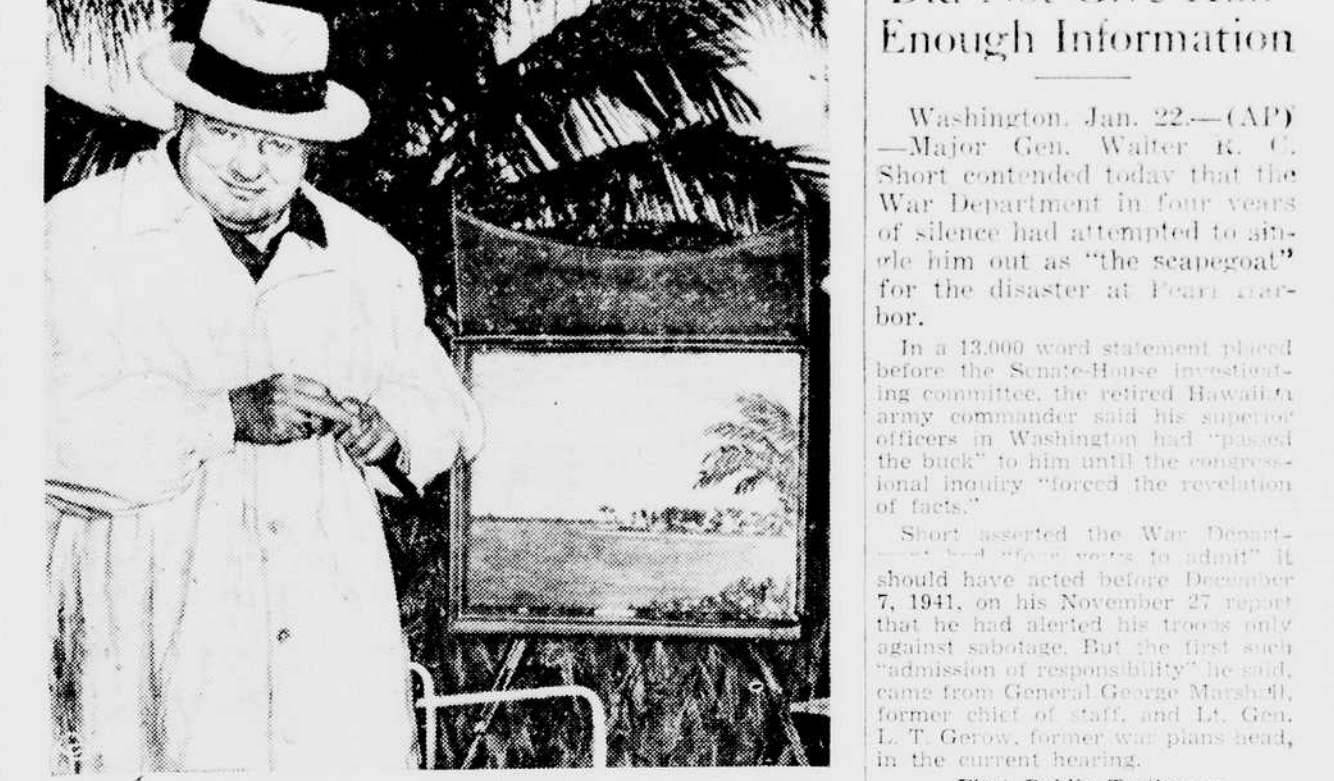 Enough Information
Washington, Jan. 22.—(AP)
—Major Gen. Walter R. C.
Short contended today that the
War Department in four years
of silence had attempted to sin-
gle him out as "the scapegoat"
for the disaster at Pearl Har-
bor.
In a 13,000 word statement placed
before the Senate-House investigat-
ing committee, the retired Hawaiian
army commander said his superior
officers in Washington had "passed
the buck" to him until the congress-
ional inquiry "forced the revelation
of facts."
Short asserted the War Depart-
ment had "four years to admit" it
should have acted before December
7, 1941, on his November 27 report
that he had alerted his troops only
against sabotage. But the first such
"admission of responsibility" he said,
came from General George Marshall,
former chief of staff, and Lt. Gen.
L. T. Gerow, former war plans head,
in the current hearing.